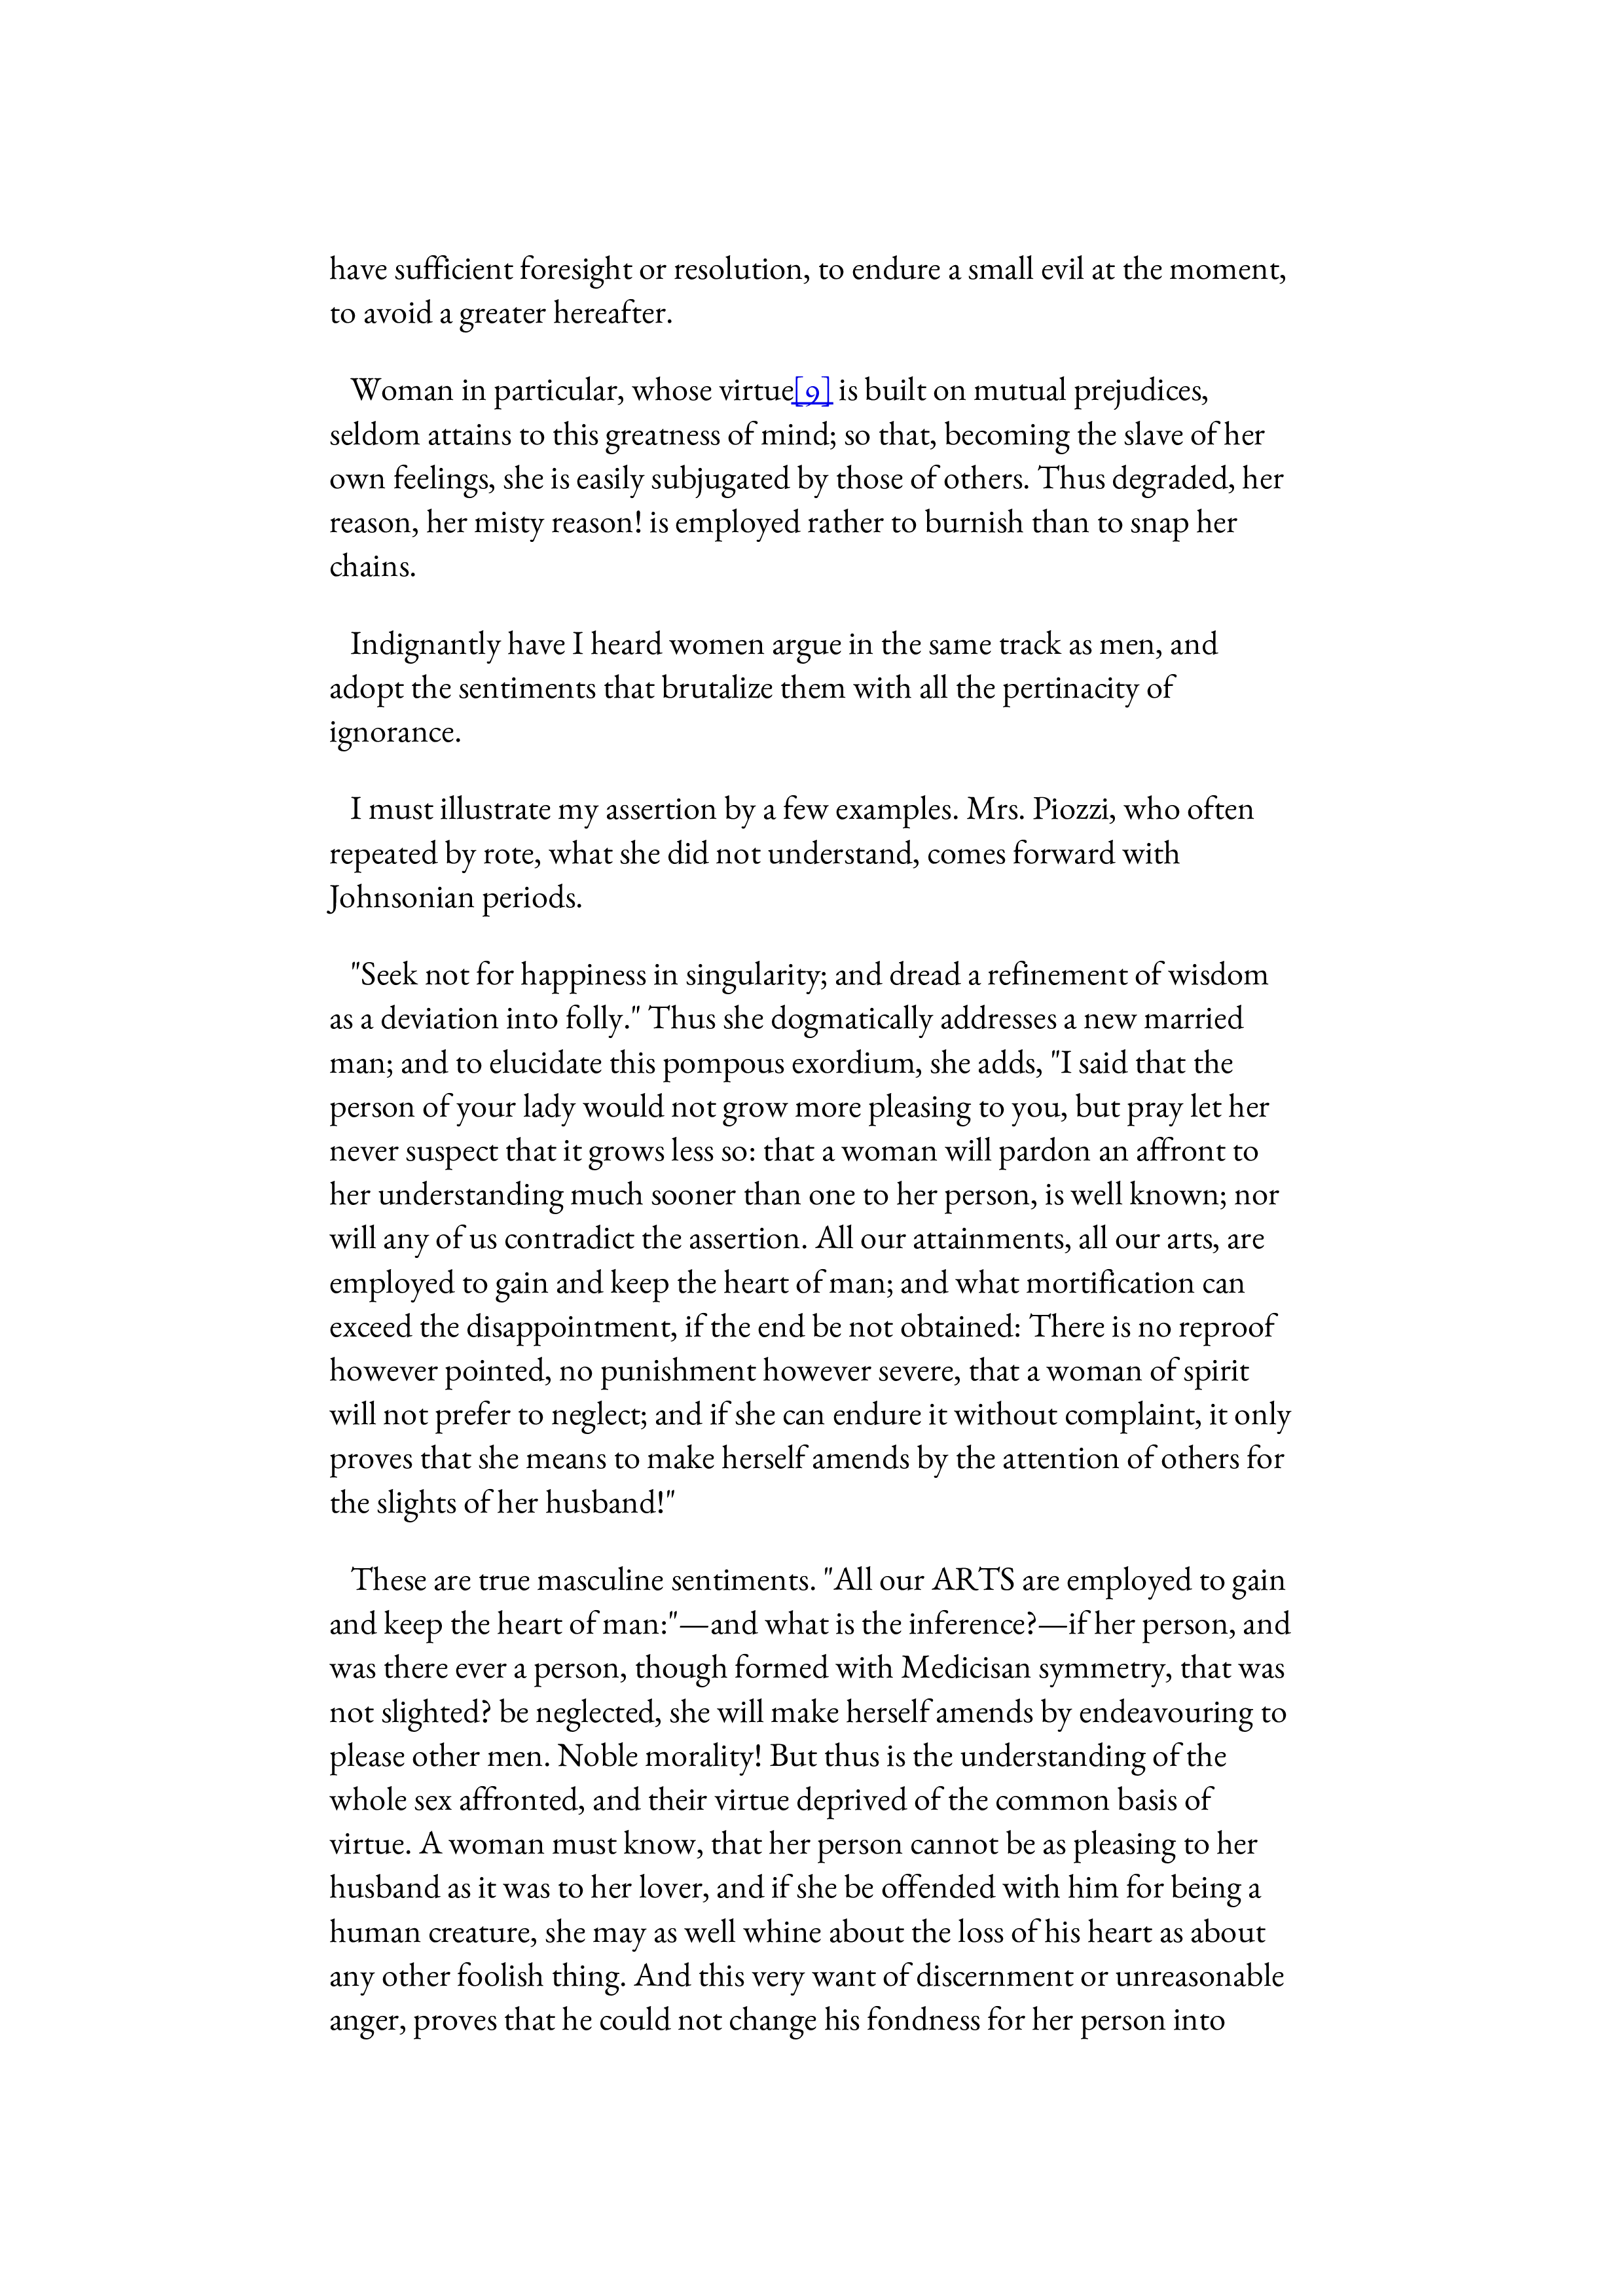 have sufficient foresight or resolution, to endure a small evil at the moment,
to avoid a greater hereafter.
Woman in particular, whose virtue[9] is built on mutual prejudices,
seldom attains to this greatness of mind; so that, becoming the slave of her
own feelings, she is easily subjugated by those of others. Thus degraded, her
reason, her misty reason! is employed rather to burnish than to snap her
chains.
Indignantly have I heard women argue in the same track as men, and
adopt the sentiments that brutalize them with all the pertinacity of
ignorance.
I must illustrate my assertion by a few examples. Mrs. Piozzi, who often
repeated by rote, what she did not understand, comes forward with
Johnsonian periods.
"Seek not for happiness in singularity; and dread a refinement of wisdom
as a deviation into folly." Thus she dogmatically addresses a new married
man; and to elucidate this pompous exordium, she adds, "I said that the
person of your lady would not grow more pleasing to you, but pray let her
never suspect that it grows less so: that a woman will pardon an affront to
her understanding much sooner than one to her person, is well known; nor
will any of us contradict the assertion. All our attainments, all our arts, are
employed to gain and keep the heart of man; and what mortification can
exceed the disappointment, if the end be not obtained: There is no reproof
however pointed, no punishment however severe, that a woman of spirit
will not prefer to neglect; and if she can endure it without complaint, it only
proves that she means to make herself amends by the attention of others for
the slights of her husband!"
These are true masculine sentiments. "All our ARTS are employed to gain
and keep the heart of man:"—and what is the inference?—if her person, and
was there ever a person, though formed with Medicisan symmetry, that was
not slighted? be neglected, she will make herself amends by endeavouring to
please other men. Noble morality! But thus is the understanding of the
whole sex affronted, and their virtue deprived of the common basis of
virtue. A woman must know, that her person cannot be as pleasing to her
husband as it was to her lover, and if she be offended with him for being a
human creature, she may as well whine about the loss of his heart as about
any other foolish thing. And this very want of discernment or unreasonable
anger, proves that he could not change his fondness for her person into